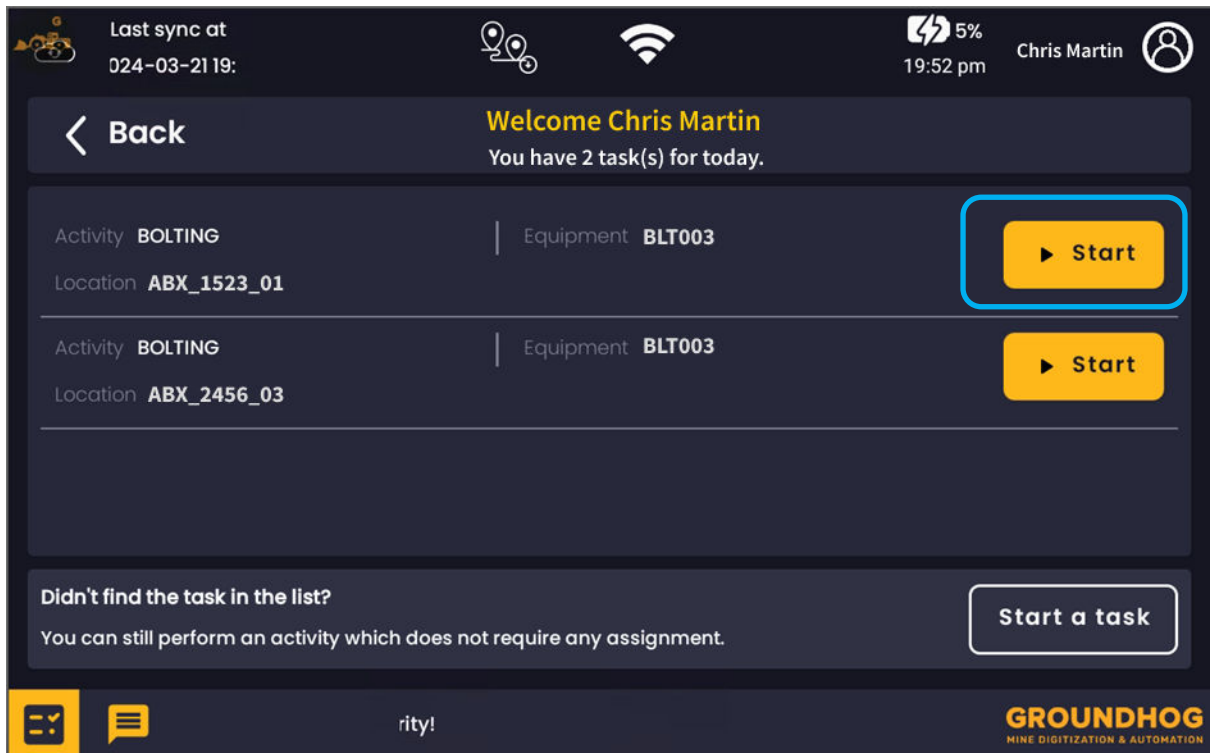 G
Last sync at
024-03-21 19:
5%
19:52 pm
Chris Martin
Back
Welcome Chris Martin
You have 2 task(s) for today.
Activity BOLTING
Equipment BLT003
Location ABX_1523_01
Start
Activity BOLTING
Equipment BLT003
Location ABX_2456_03
Start
Didn't find the task in the list?
You can still perform an activity which does not require any assignment.
Start a task
rity!
GROUNDHOG
MINE DIGITIZATION & AUTOMATION